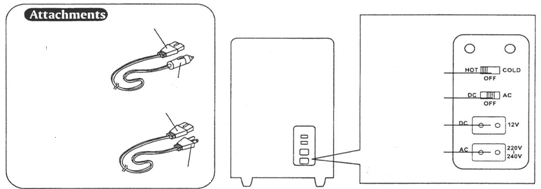 Attachments
HOT COLD
OFF
DC AC
OFF
DC 12V
AC 220V
240V